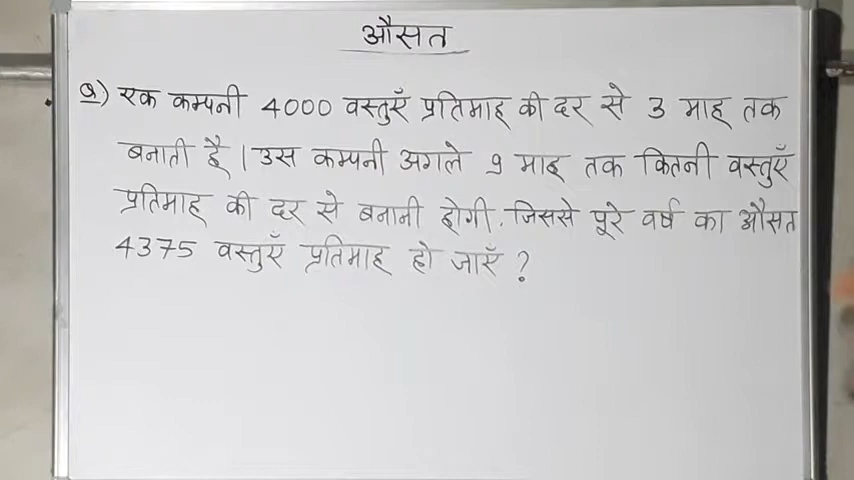 औसत
Q) एक कम्पनी 4000 वस्तुएँ प्रतिमाह की दर से 3 माह तक
बनाती है। उस कम्पनी अगले 9 माह तक कितनी वस्तुएँ
प्रतिमाह की दर से बनानी होगी, जिससे पूरे वर्ष का औसत
4375 वस्तुएँ प्रतिमाह हो जाएँ ?